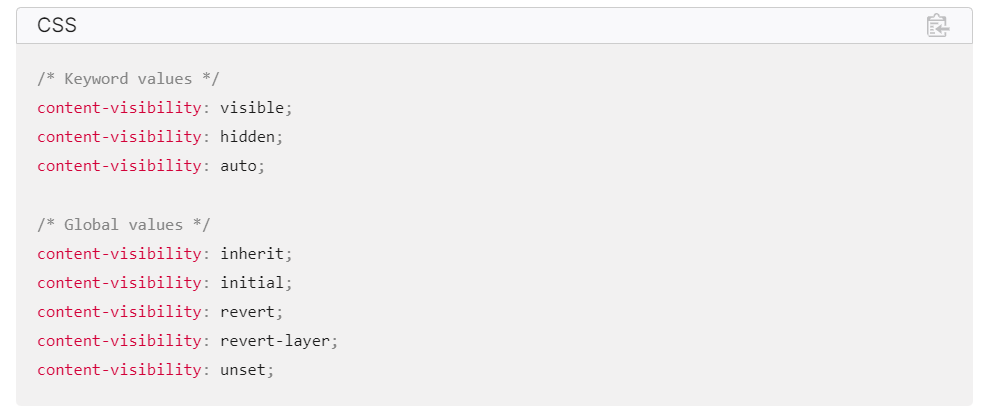 CSS
/* Keyword values */
content-visibility: visible;
content-visibility: hidden;
content-visibility: auto;
/* Global values */
content-visibility: inherit;
content-visibility: initial;
content-visibility: revert;
content-visibility: revert-layer;
content-visibility: unset;